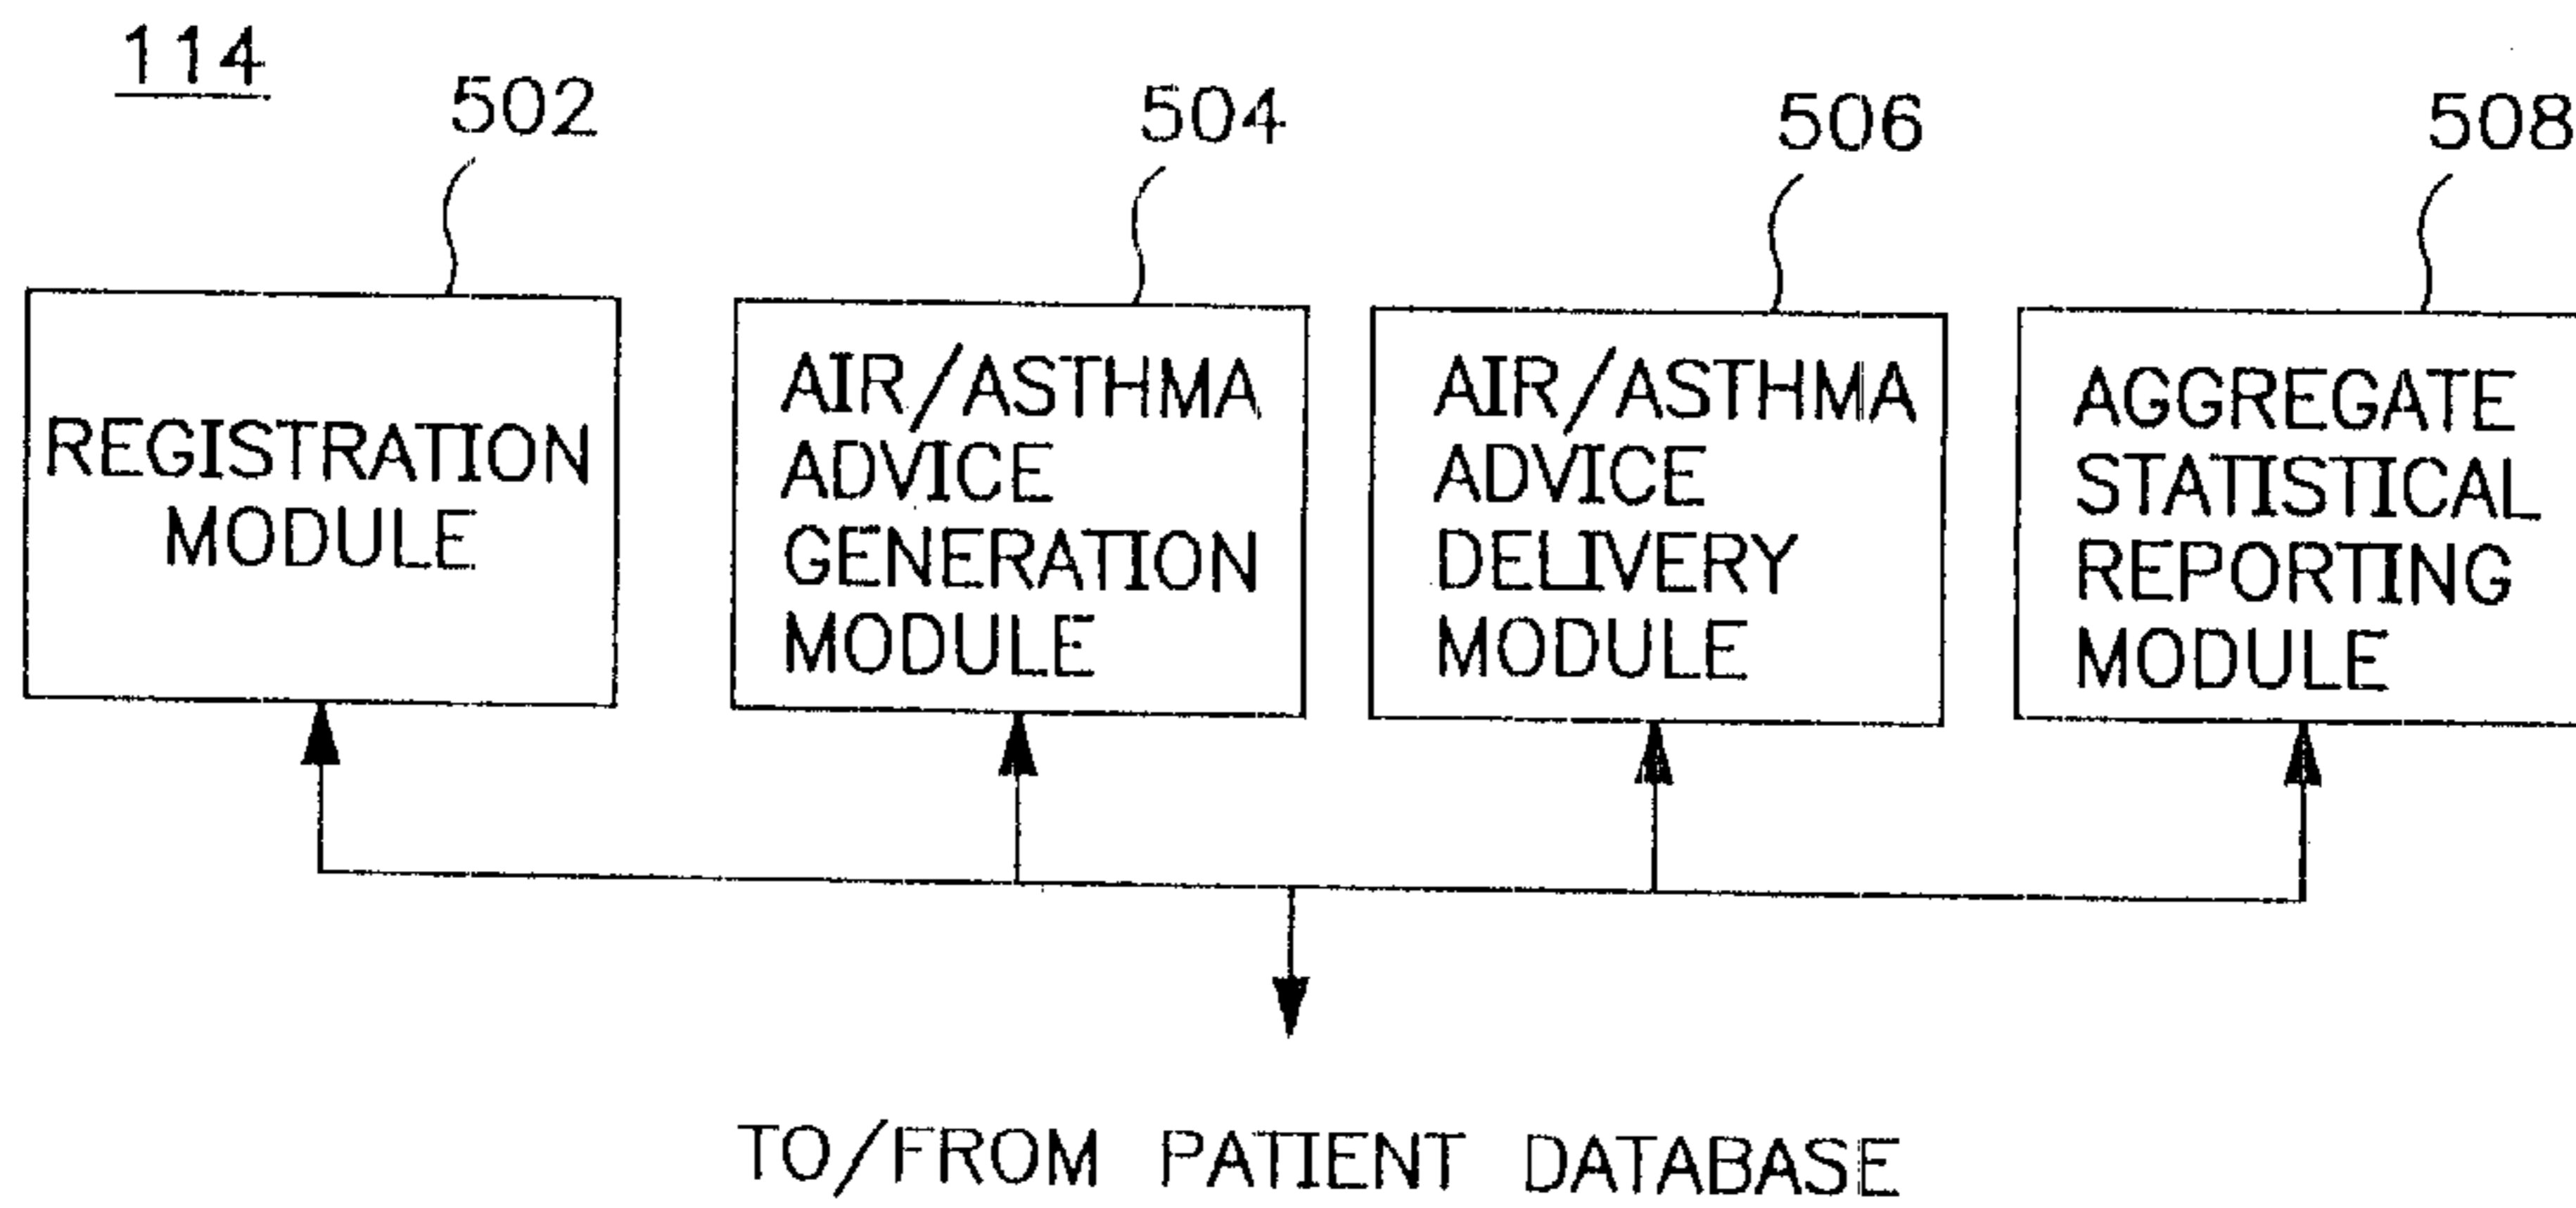 114
502
504
506
508
REGISTRATION
MODULE
AIR/ASTHMA
ADVICE
GENERATION
MODULE
AIR/ASTHMA
ADVICE
DELIVERY
MODULE
AGGREGATE
STATISTICAL
REPORTING
MODULE
TO/FROM PATIENT DATABASE